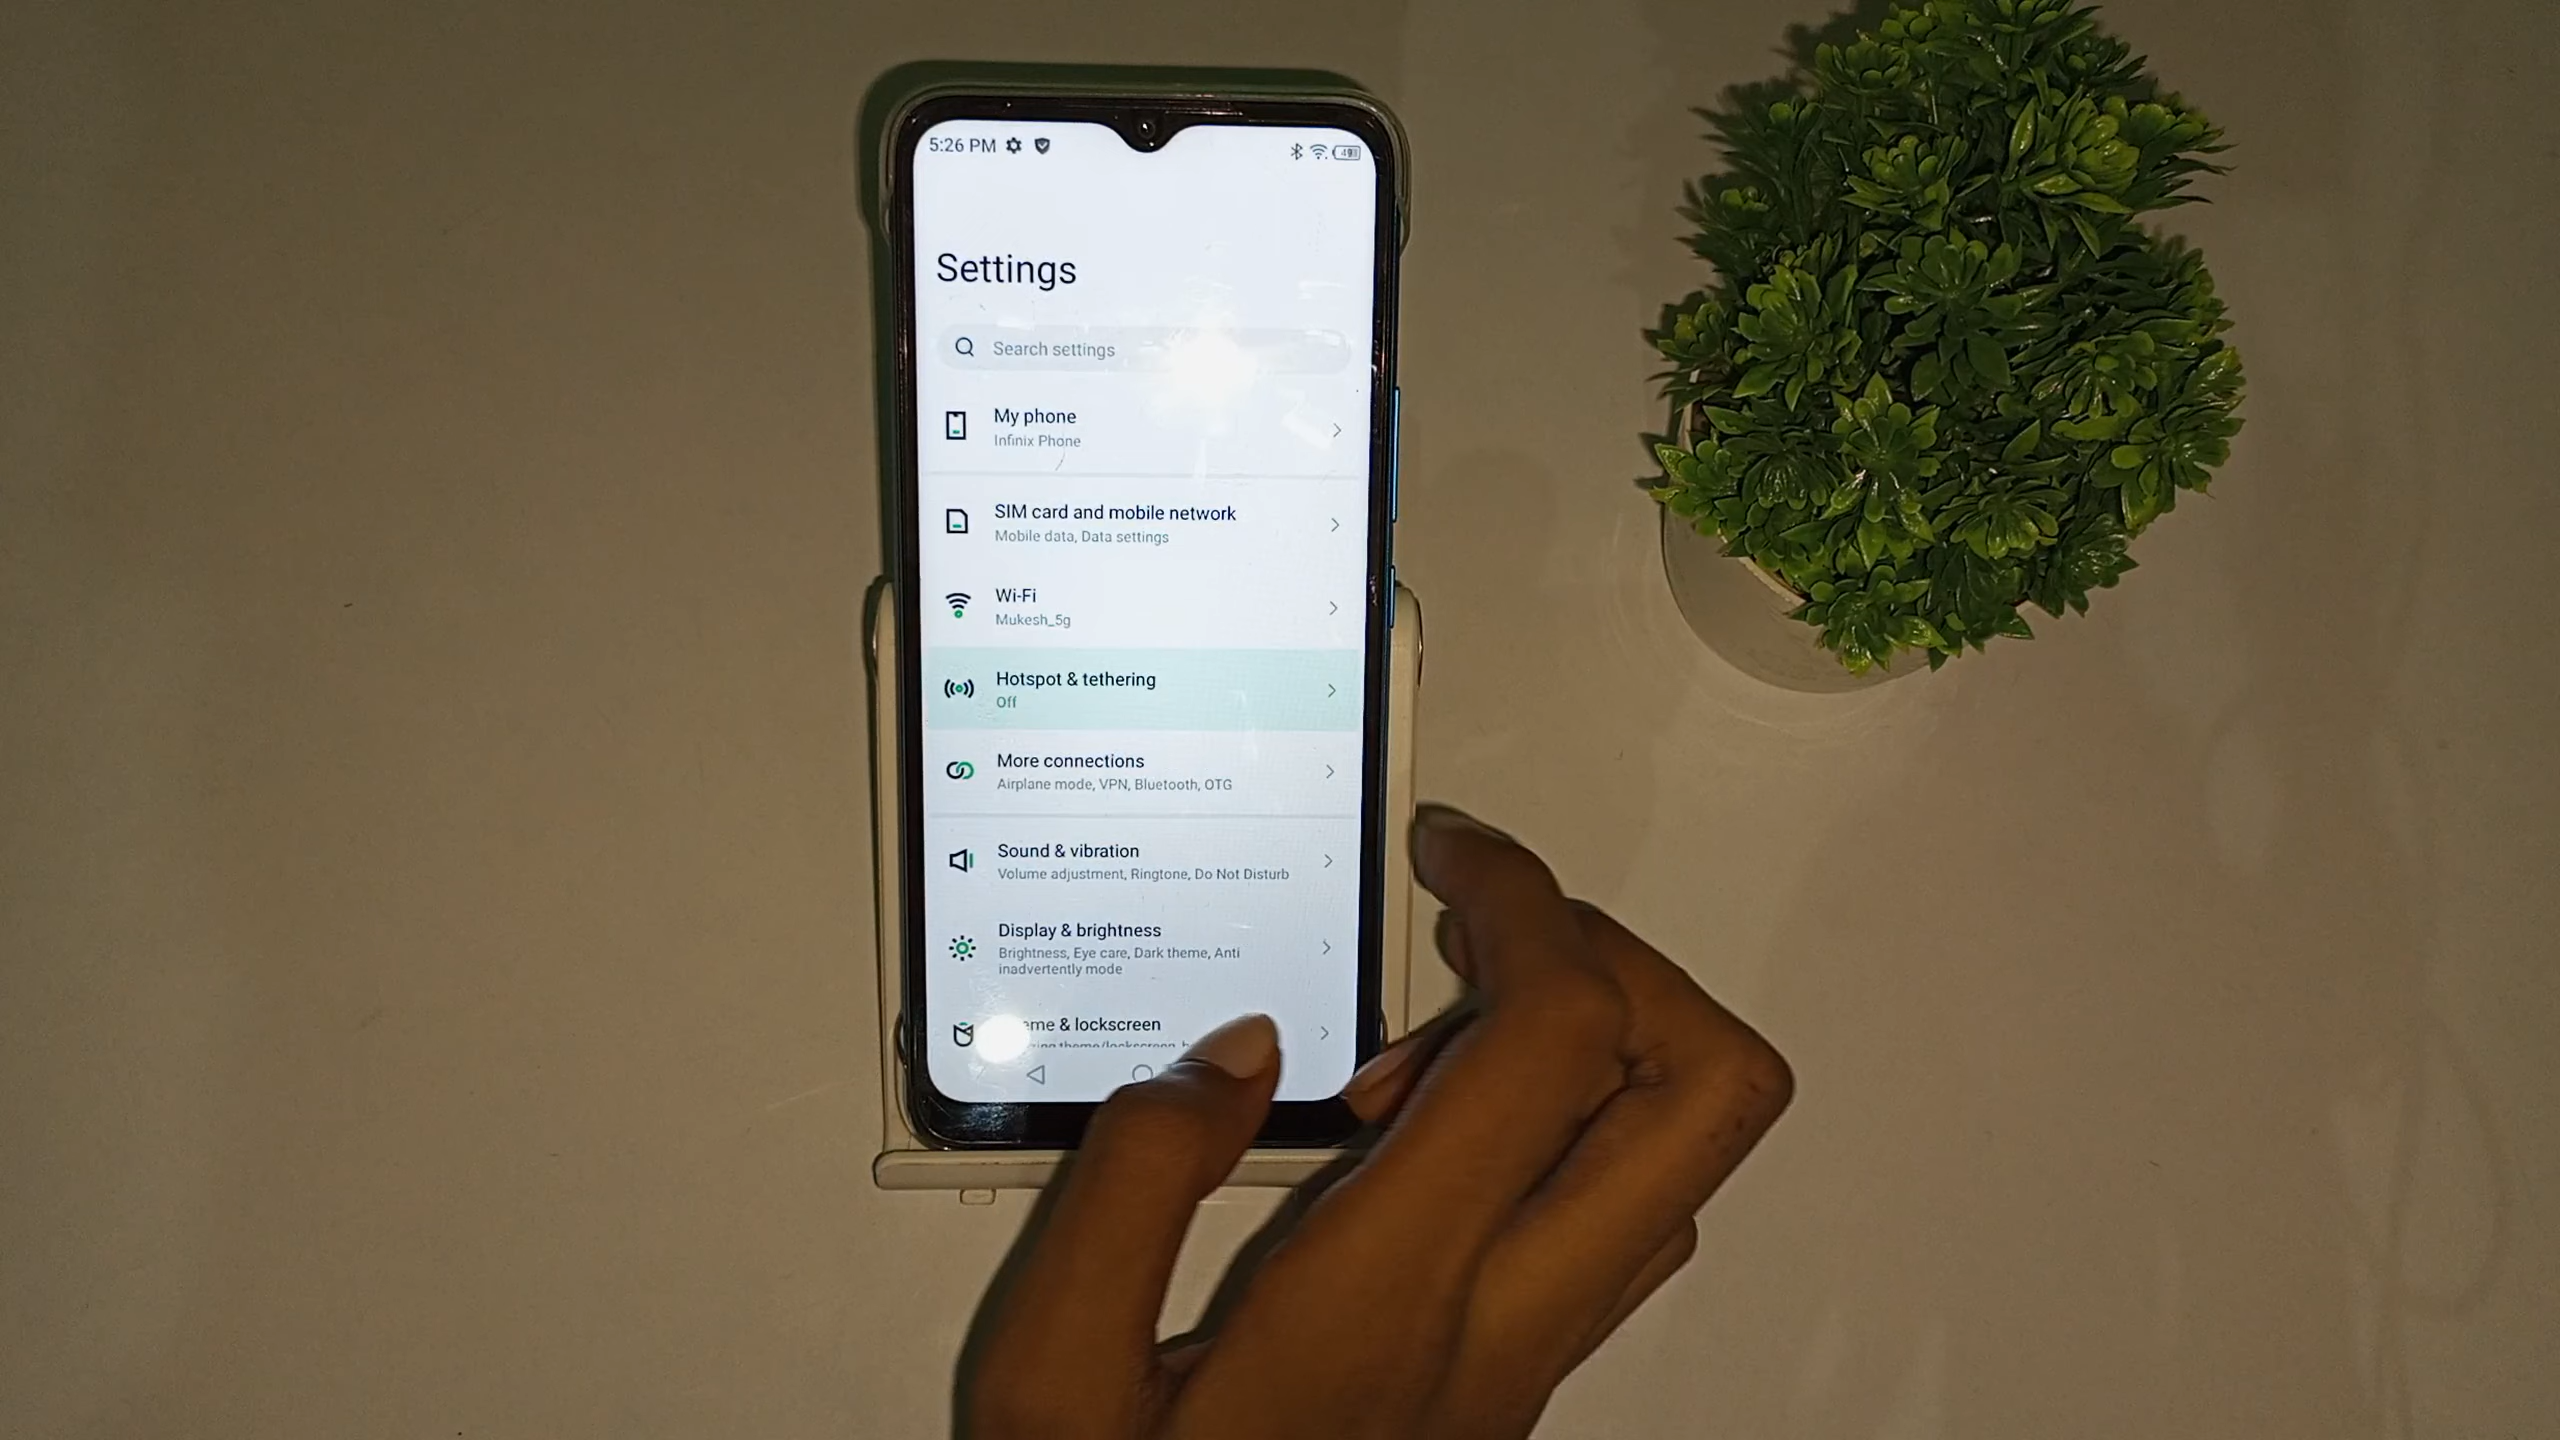 5:26 PM
49
Settings
Search settings
My phone
Infinix Phone
SIM card and mobile network
Mobile data, Data settings
Wi-Fi
Mukesh_5g
Hotspot & tethering
Off
More connections
Airplane mode, VPN, Bluetooth, OTG
Sound & vibration
Volume adjustment, Ringtone, Do Not Disturb
Display & brightness
Brightness, Eye care, Dark theme, Anti
inadvertently mode
& lockscreen